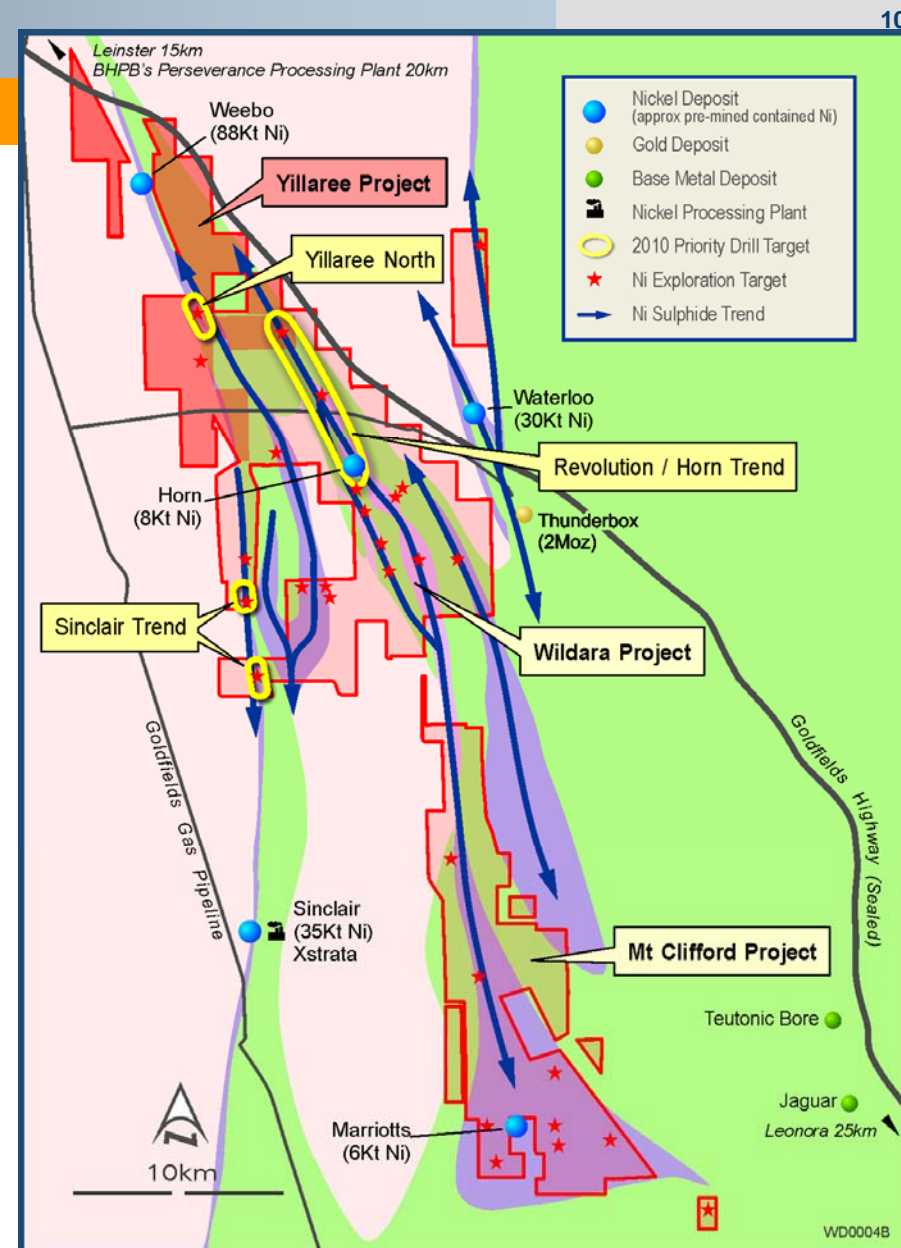 10
Leinster 15km
BHPB's Perseverance Processing Plant 20km
Weebo
(88Kt Ni)
Yillaree Project
Yillaree North
Nickel Deposit
(approx pre-mined contained Ni)
Gold Deposit
Base Metal Deposit
Nickel Processing Plant
2010 Priority Drill Target
Ni Exploration Target
Ni Sulphide Trend
Waterloo
(30Kt Ni)
Revolution / Horn Trend
Horn
(8Kt Ni)
Thunderbox
(2Moz)
Sinclair Trend
Wildara Project
Goldfields Gas Pipeline
Goldfields Highway (Sealed)
Sinclair
(35Kt Ni)
Xstrata
Mt Clifford Project
Teutonic Bore
Jaguar
Leonora 25km
Marriotts
(6Kt Ni)
N
10km
WD0004B